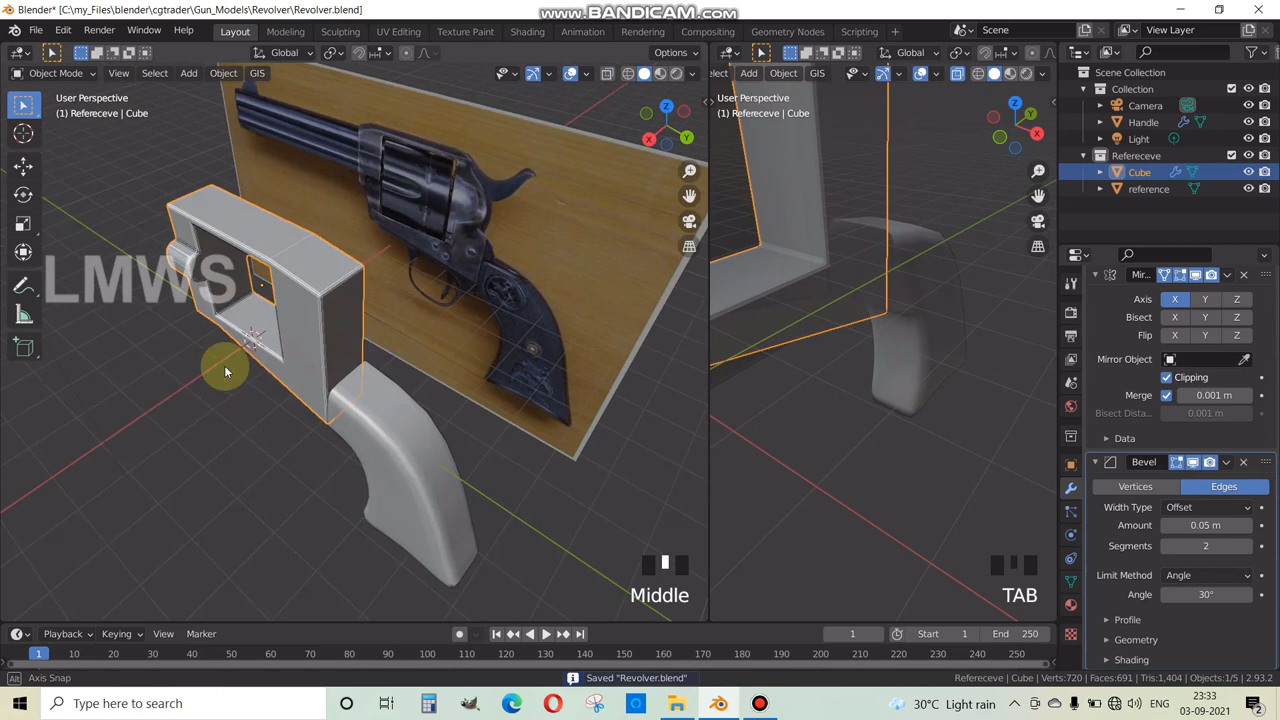 Blender* [C:\my_Files\blender\cgtrader\Gun_Models\Revolver\Revolver.blend]
www.BANDICAM.com
File Edit Render Window Help
Layout Modeling Sculpting UV Editing Texture Paint Shading Animation Rendering Compositing Geometry Nodes Scripting +
Scene
View Layer
Global
Options
Global
Object Mode View Select Add Object GIS
Add Object GIS
User Perspective
(1) Refereceve | Cube
User Perspective
(1) Refereceve | Cube
Scene Collection
Collection
Camera
Handle
Light
Refereceve
Cube
reference
LMWS
Mir...
Axis X Y Z
Bisect X Y Z
Flip X Y Z
Mirror Object
Clipping
Merge 0.001 m
Bisect Dista... 0.001 m
Data
Bevel
Vertices Edges
Width Type Offset
Amount 0.05 m
Segments 2
Limit Method Angle
Angle 30°
Profile
Geometry
Shading
Middle
TAB
Playback Keying View Marker
1 Start 1 End 250
1 10 20 30 40 50 60 70 80 90 100 110 120 130 140 150 160 170 180 190 200 210 220 230 240 250
Alt Axis Snap
Saved "Revolver.blend"
Refereceve | Cube | Verts:720 | Faces:691 | Tris:1,404 | Objects:1/5 | 2.93.2
Type here to search
30°C Light rain
ENG
23:33
03-09-2021
2